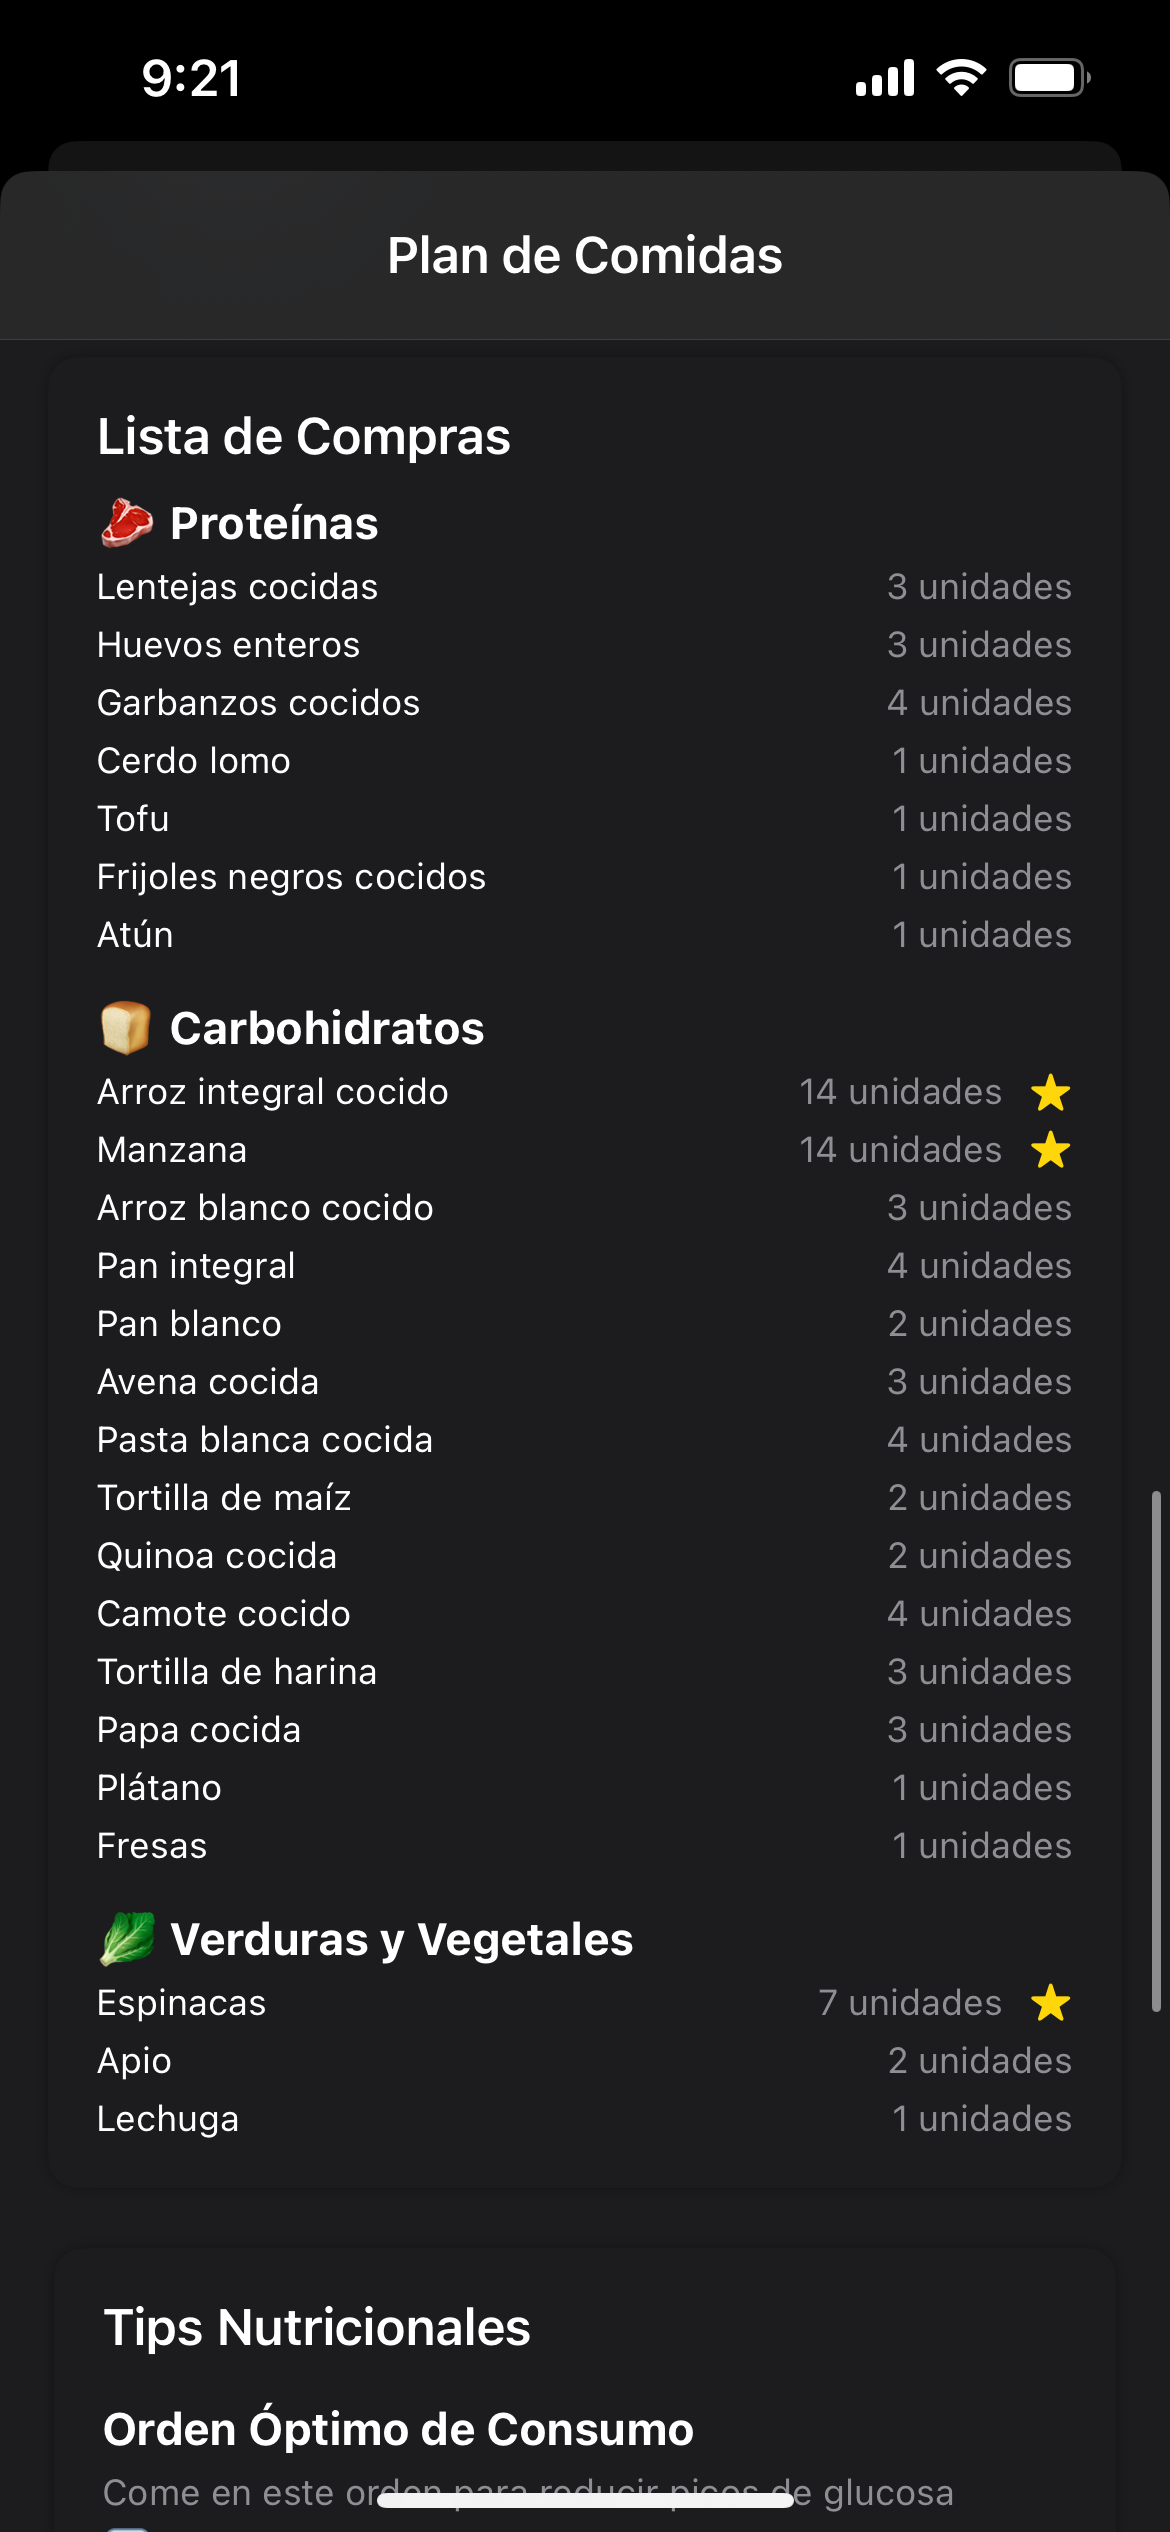 9:21
Plan de Comidas
Lista de Compras
Proteínas
Lentejas cocidas 3 unidades
Huevos enteros 3 unidades
Garbanzos cocidos 4 unidades
Cerdo lomo 1 unidades
Tofu 1 unidades
Frijoles negros cocidos 1 unidades
Atún 1 unidades
Carbohidratos
Arroz integral cocido 14 unidades
Manzana 14 unidades
Arroz blanco cocido 3 unidades
Pan integral 4 unidades
Pan blanco 2 unidades
Avena cocida 3 unidades
Pasta blanca cocida 4 unidades
Tortilla de maíz 2 unidades
Quinoa cocida 2 unidades
Camote cocido 4 unidades
Tortilla de harina 3 unidades
Papa cocida 3 unidades
Plátano 1 unidades
Fresas 1 unidades
Verduras y Vegetales
Espinacas 7 unidades
Apio 2 unidades
Lechuga 1 unidades
Tips Nutricionales
Orden Óptimo de Consumo
Come en este orden para reducir picos de glucosa